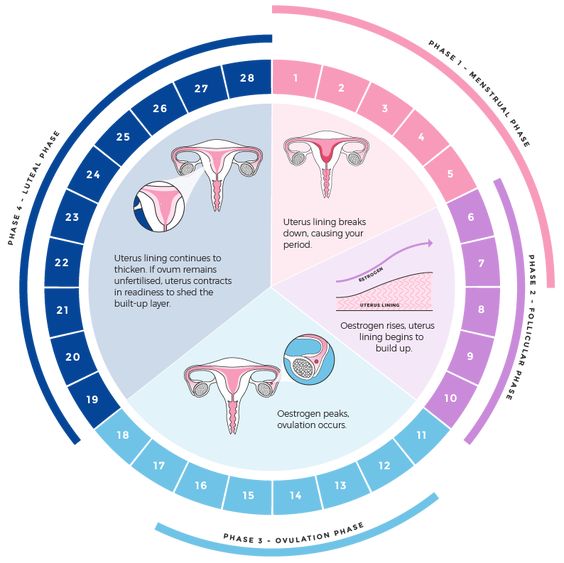 PHASE 1 - MENSTRUAL PHASE
PHASE 2 - FOLLICULAR PHASE
PHASE 3 - OVULATION PHASE
PHASE 4 - LUTEAL PHASE
1
2
3
4
5
6
7
8
9
10
11
12
13
14
15
16
17
18
19
20
21
22
23
24
25
26
27
28
Uterus lining breaks
down, causing your
period.
RETROGEN
UTERUS LINING
Oestrogen rises, uterus
lining begins to
build up.
Oestrogen peaks,
ovulation occurs.
Uterus lining continues to
thicken. If ovum remains
unfertilised, uterus contracts
in readiness to shed the
built-up layer.